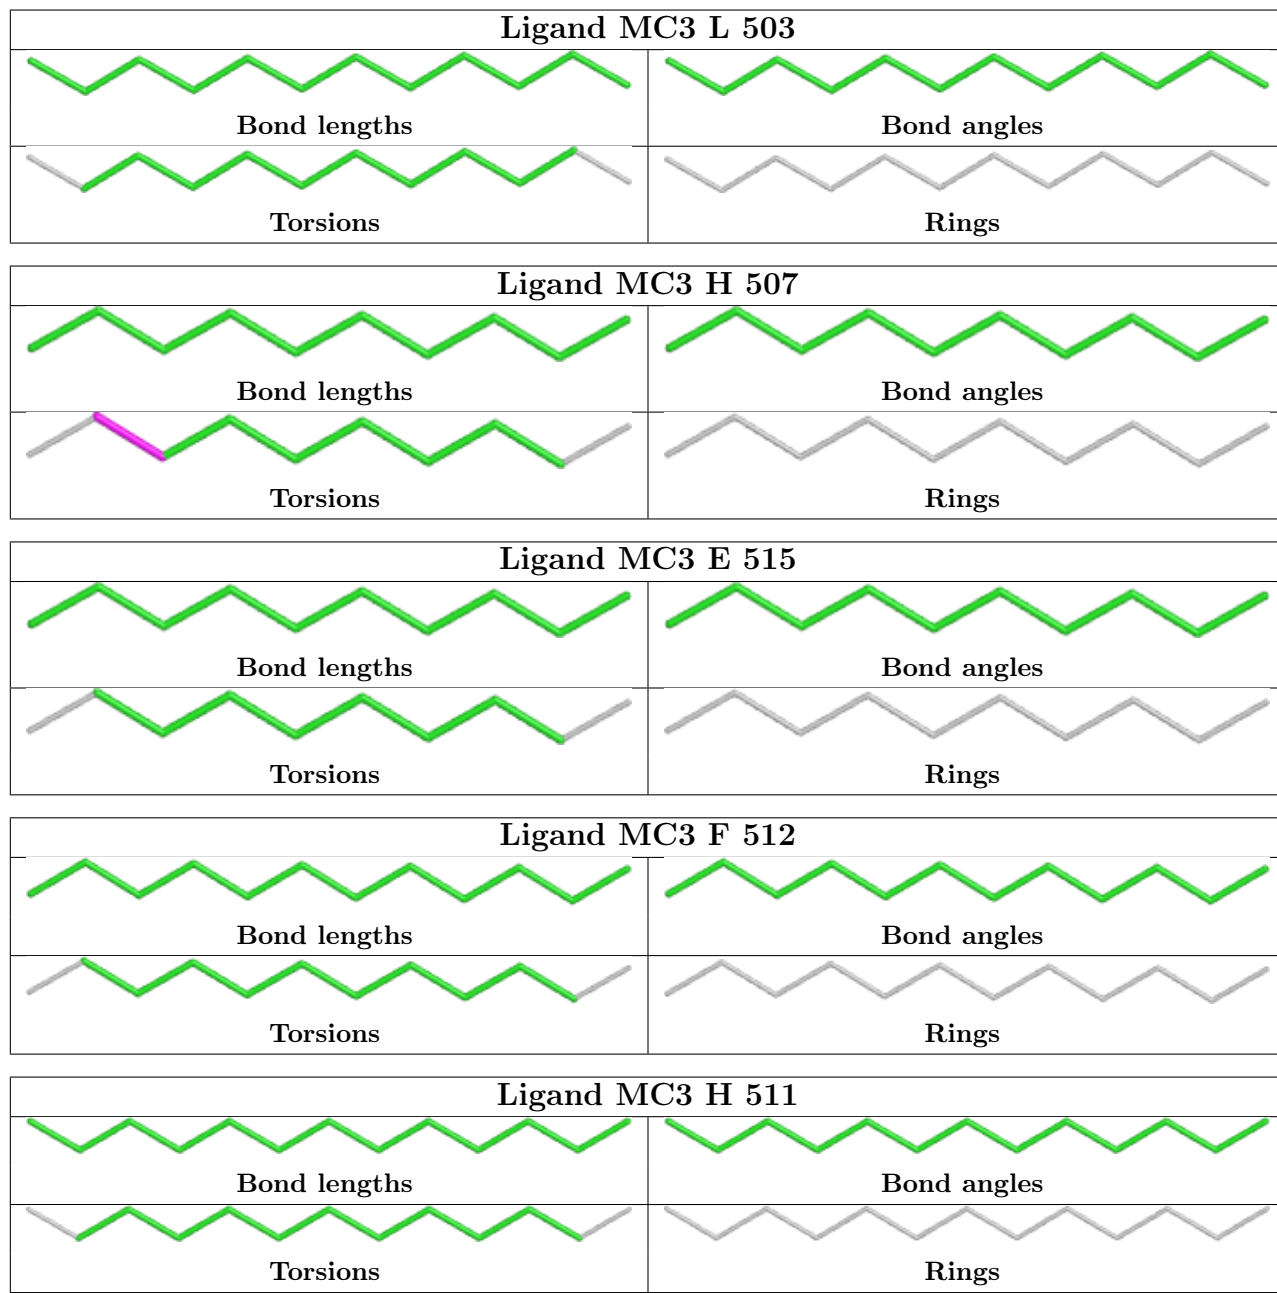 Ligand MC3 L 503
Bond lengths Bond angles
Torsions Rings
Ligand MC3 H 507
Bond lengths Bond angles
Torsions Rings
Ligand MC3 E 515
Bond lengths Bond angles
Torsions Rings
Ligand MC3 F 512
Bond lengths Bond angles
Torsions Rings
Ligand MC3 H 511
Bond lengths Bond angles
Torsions Rings